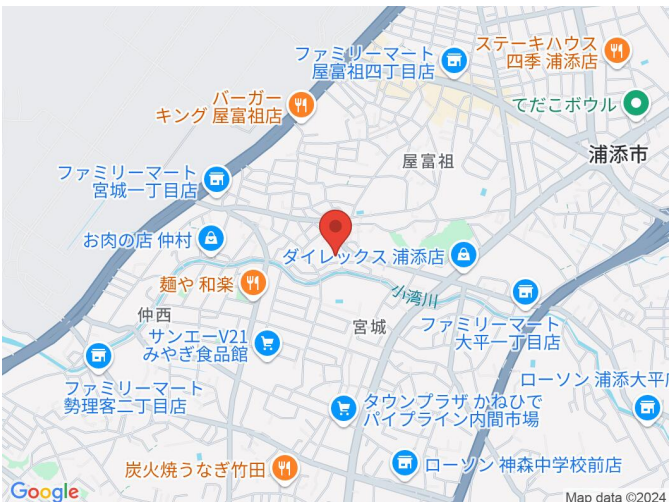 ファミリーマート
屋富祖四丁目店
ステーキハウス
四季 浦添店
バーガー
キング 屋富祖店
てだこボウル
浦添市
屋富祖
ファミリーマート
宮城一丁目店
お肉の店 仲村
ダイレックス 浦添店
麺や 和楽
小湾川
仲西
宮城
ファミリーマート
大平一丁目店
サンエーV21
みやぎ食品館
ファミリーマート
勢理客二丁目店
ローソン 浦添大平店
タウンプラザ かねひで
パイプライン内間市場
炭火焼うなぎ竹田
ローソン 神森中学校前店
Google
Map data ©2024